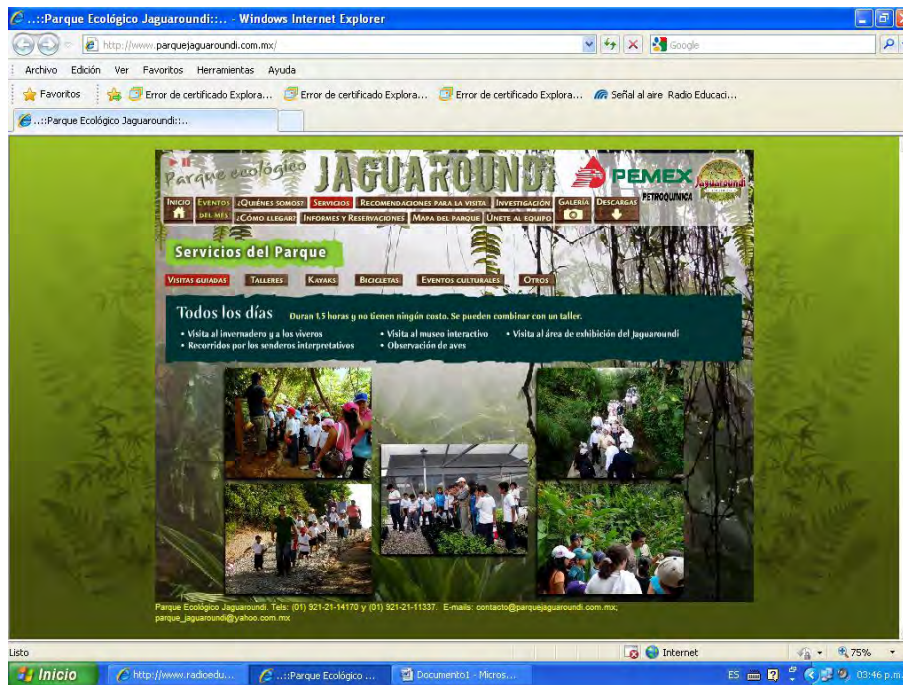 ..::Parque Ecológico Jaguaroundi::.. - Windows Internet Explorer
http://www.parquejaguaroundi.com.mx/
Google
Archivo Edición Ver Favoritos Herramientas Ayuda
Favoritos Error de certificado Explora... Error de certificado Explora... Error de certificado Explora... Señal al aire Radio Educaci...
..::Parque Ecológico Jaguaroundi::..
Parque ecológico JAGUAROUNDI PEMEX Jaguaroundi
PETROQUIMICA
INICIO EVENTOS DEL MES ¿QUIÉNES SOMOS? SERVICIOS RECOMENDACIONES PARA LA VISITA INVESTIGACIÓN GALERÍA DESCARGAS
¿CÓMO LLEGAR? INFORMES Y RESERVACIONES MAPA DEL PARQUE ÚNETE AL EQUIPO
Servicios del Parque
VISITAS GUIADAS TALLERES KAYAKS BICICLETAS EVENTOS CULTURALES OTROS
Todos los días Duran 1.5 horas y no tienen ningún costo. Se pueden combinar con un taller.
• Visita al invernadero y a los viveros • Visita al museo interactivo • Visita al área de exhibición del Jaguaroundi
• Recorridos por los senderos interpretativos • Observación de aves
Parque Ecológico Jaguaroundi. Tels: (01) 921-21-14170 y (01) 921-21-11337. E-mails: contacto@parquejaguaroundi.com.mx;
parque_jaguaroundi@yahoo.com.mx
Listo Internet 75%
Inicio http://www.radioedu... ..::Parque Ecológico ... Documento1 - Micros... ES 03:46 p.m.